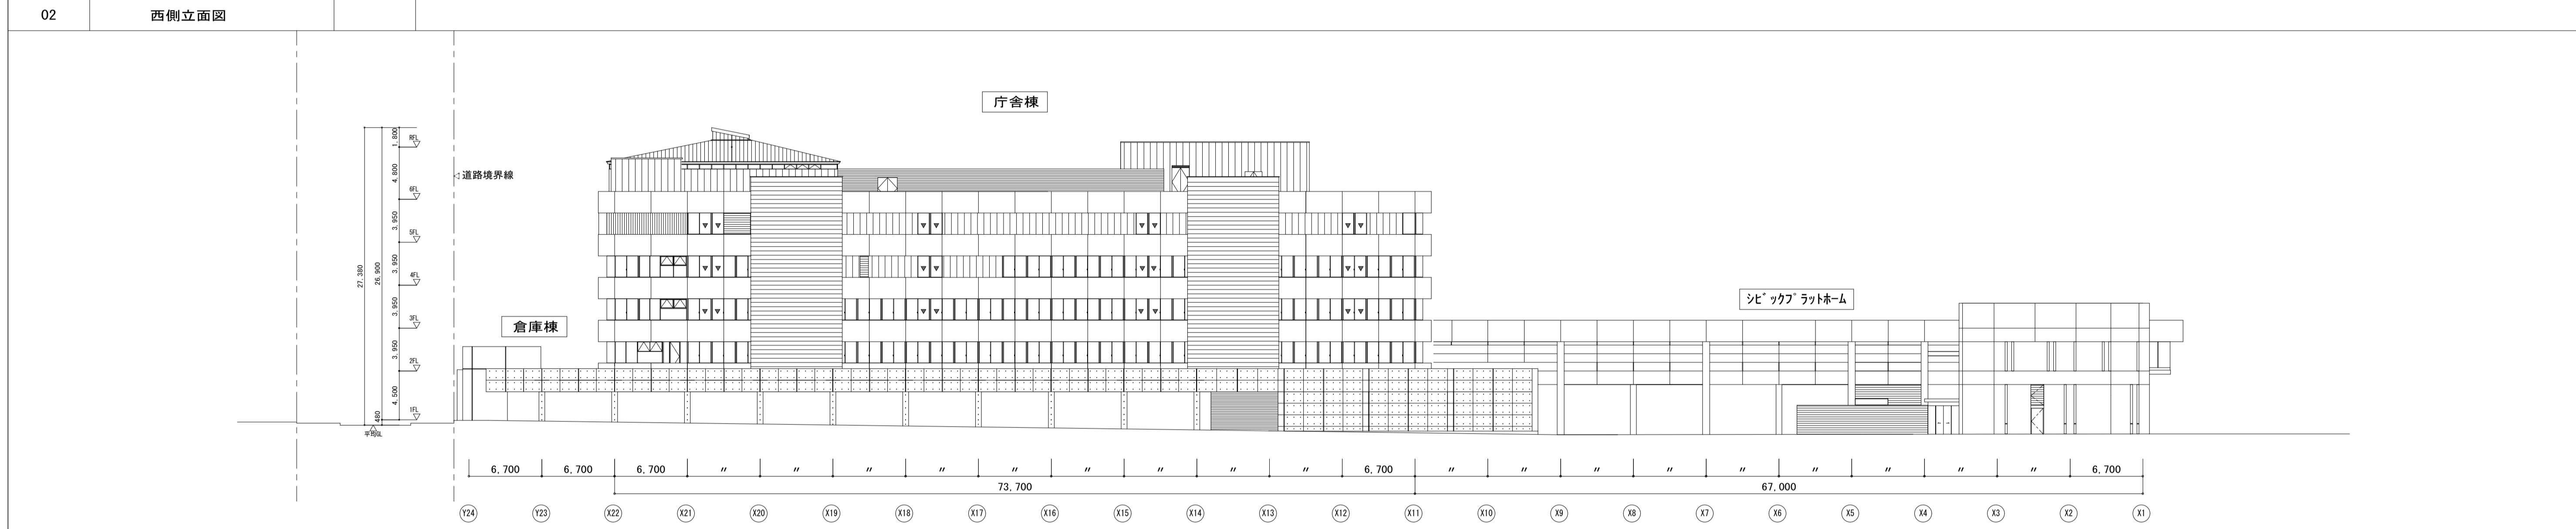 02 西側立面図
庁舎棟
道路境界線
倉庫棟
シビックプラットホーム
RFL
6FL
5FL
4FL
3FL
2FL
1FL
平均GL
1,800
4,800
3,950
3,950
3,950
3,950
4,500
480
26,900
27,380
6,700 6,700 6,700 〃 〃 〃 〃 〃 〃 〃 〃 〃 6,700 〃 〃 〃 〃 〃 〃 〃 〃 〃 6,700
73,700 67,000
Y24 Y23 X22 X21 X20 X19 X18 X17 X16 X15 X14 X13 X12 X11 X10 X9 X8 X7 X6 X5 X4 X3 X2 X1